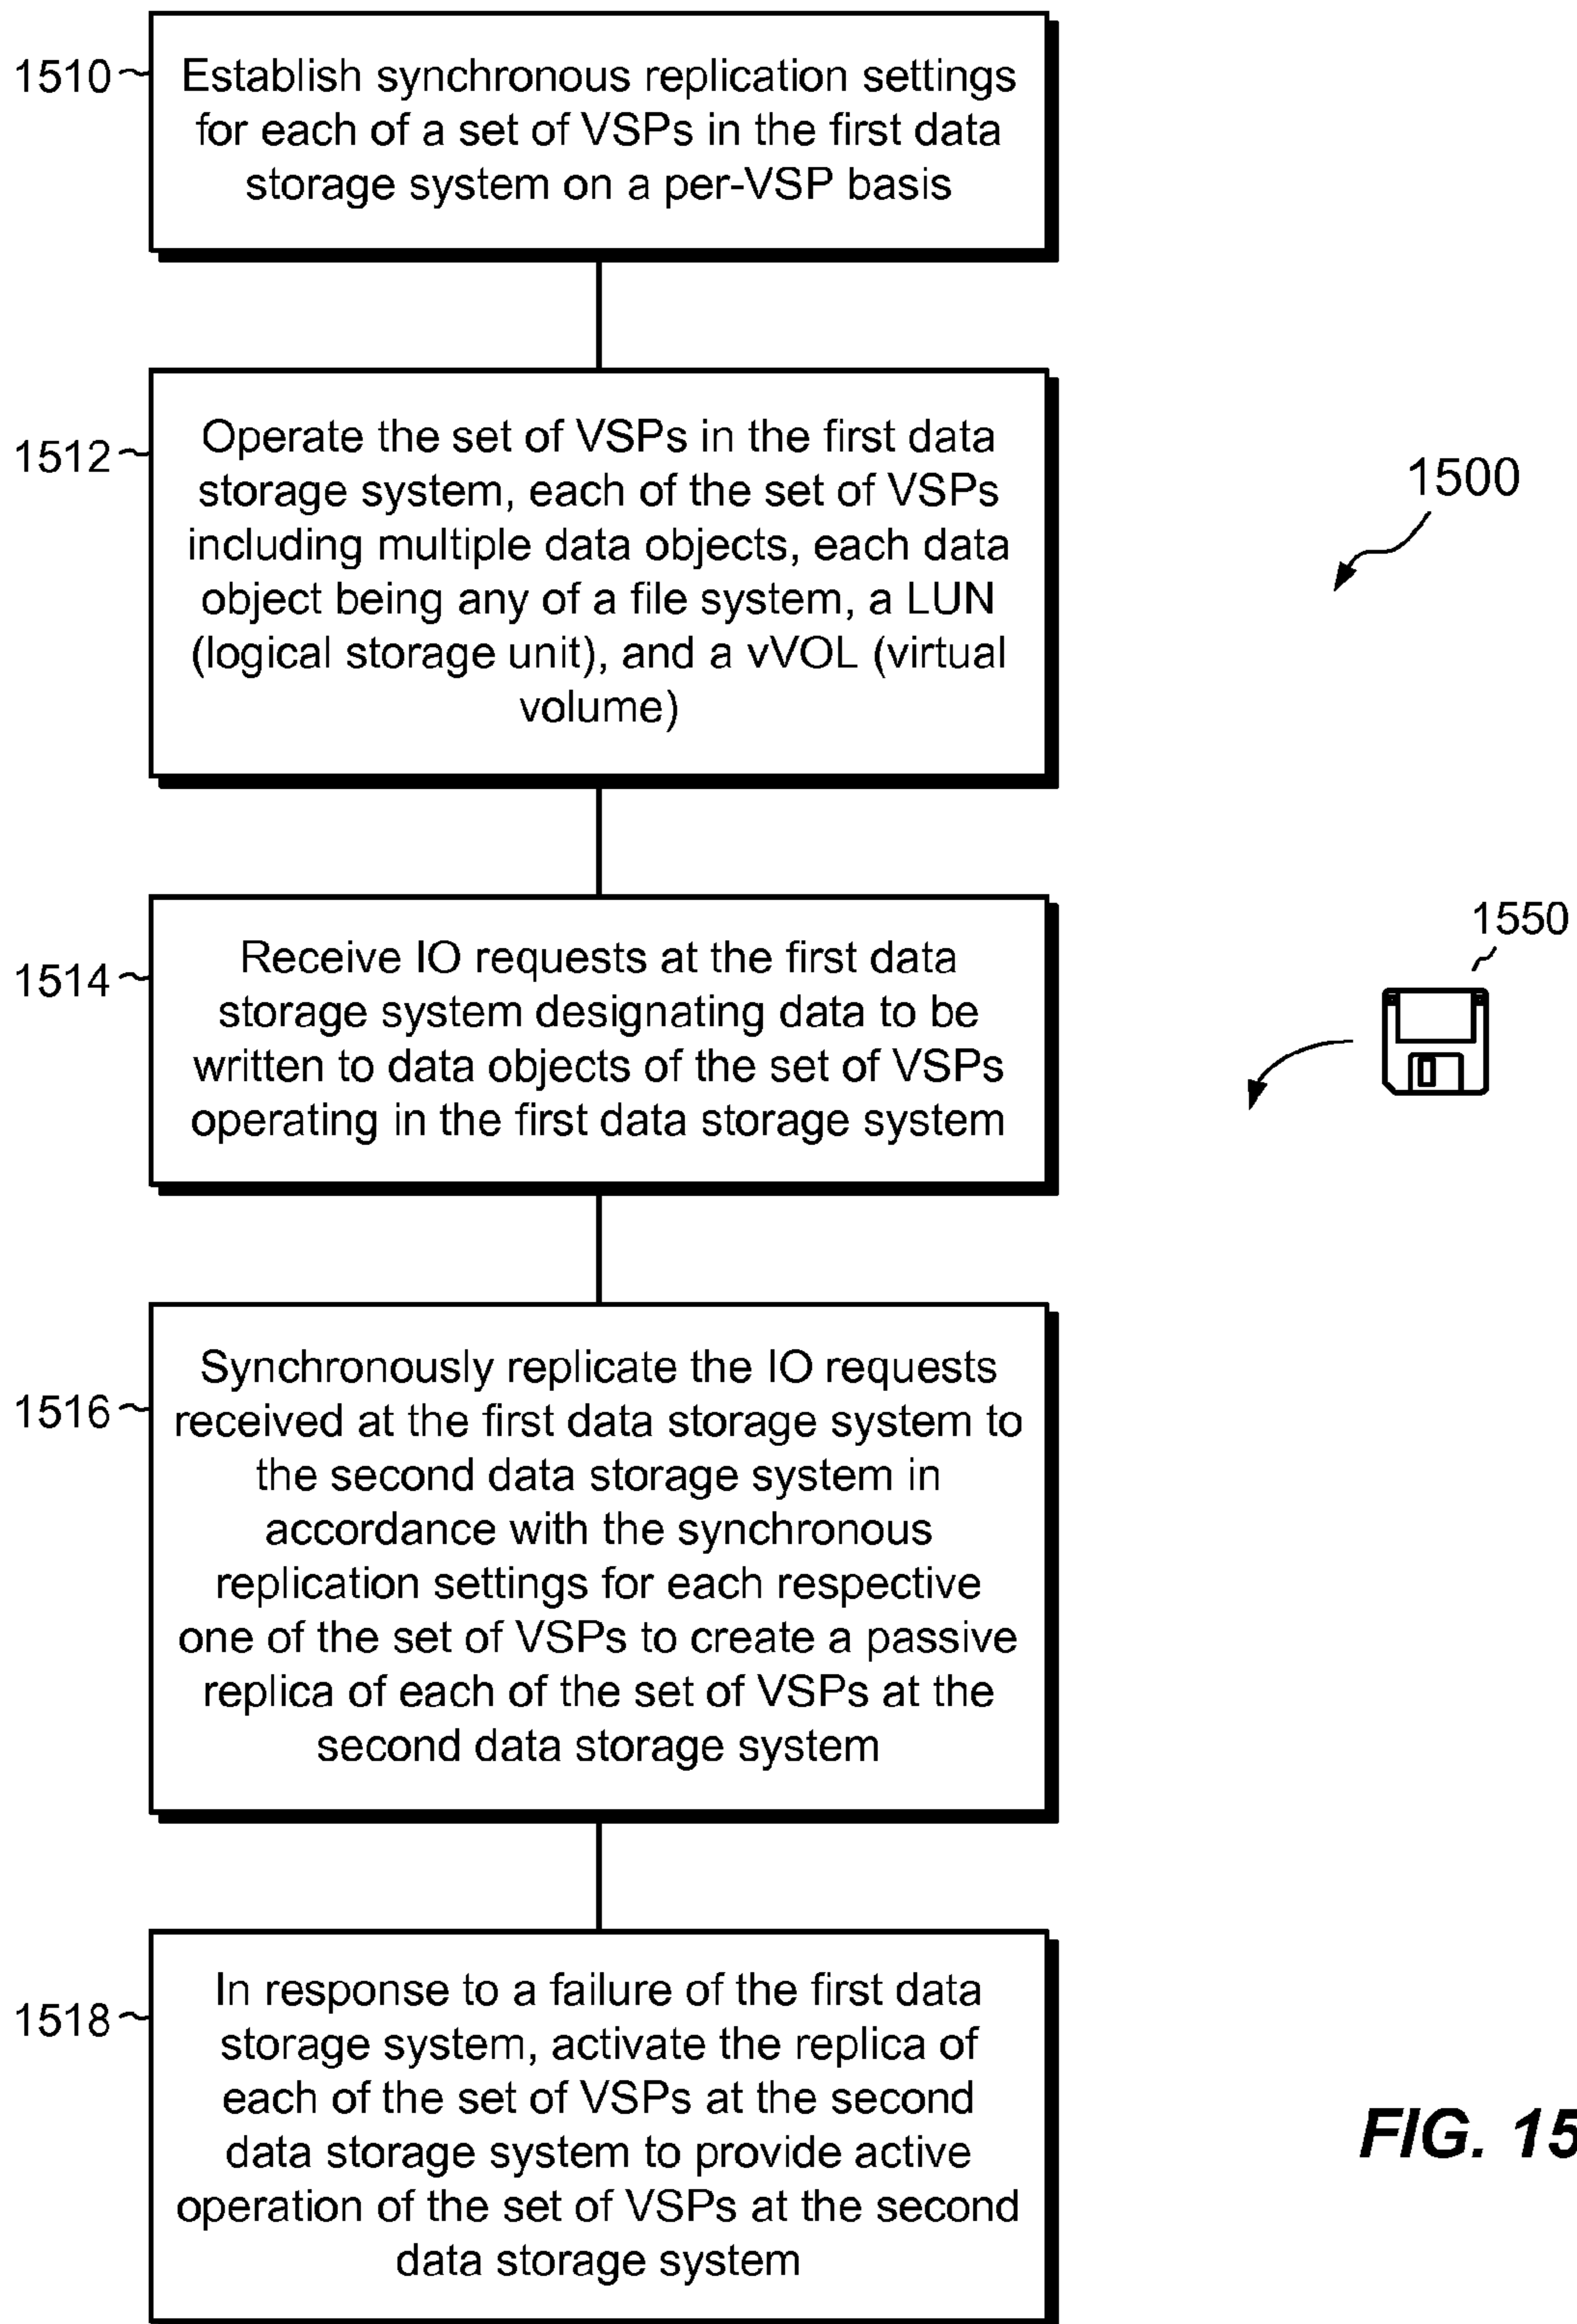 1510
Establish synchronous replication settings
for each of a set of VSPs in the first data
storage system on a per-VSP basis
1512
Operate the set of VSPs in the first data
storage system, each of the set of VSPs
including multiple data objects, each data
object being any of a file system, a LUN
(logical storage unit), and a vVOL (virtual
volume)
1500
1514
Receive IO requests at the first data
storage system designating data to be
written to data objects of the set of VSPs
operating in the first data storage system
1550
1516
Synchronously replicate the IO requests
received at the first data storage system to
the second data storage system in
accordance with the synchronous
replication settings for each respective
one of the set of VSPs to create a passive
replica of each of the set of VSPs at the
second data storage system
1518
In response to a failure of the first data
storage system, activate the replica of
each of the set of VSPs at the second
data storage system to provide active
operation of the set of VSPs at the second
data storage system
FIG. 15